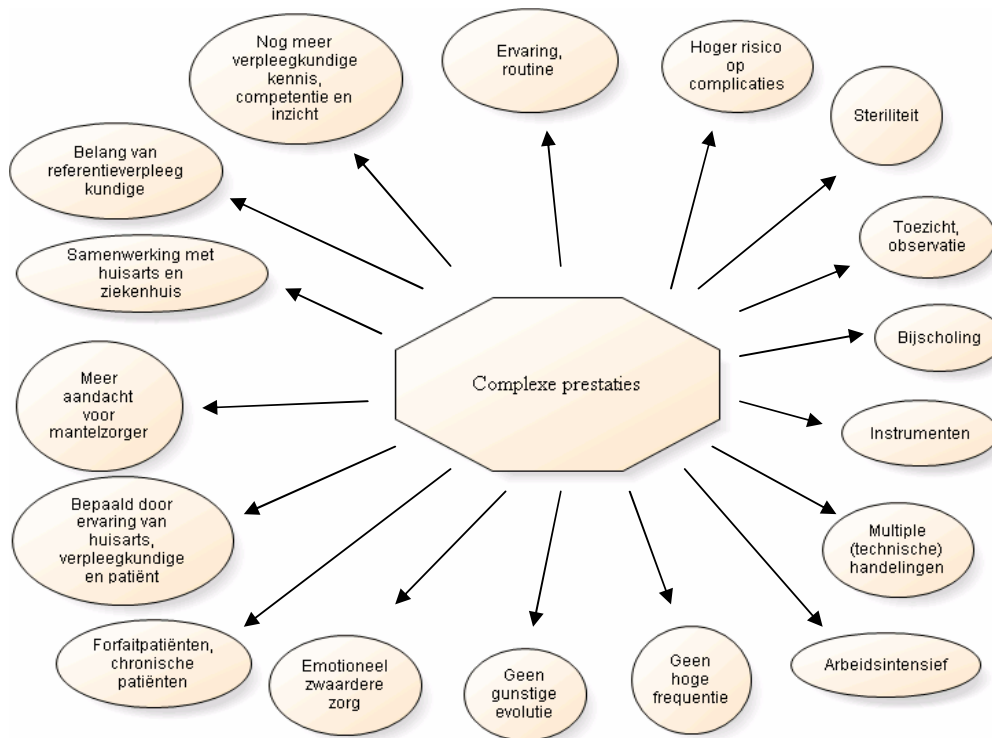 Nog meer
verpleegkundige
kennis,
competentie en
inzicht
Ervaring,
routine
Hoger risico
op
complicaties
Steriliteit
Belang van
referentieverpleeg
kundige
Toezicht,
observatie
Samenwerking met
huisarts en
ziekenhuis
Bijscholing
Complexe prestaties
Meer
aandacht
voor
mantelzorger
Instrumenten
Bepaald door
ervaring van
huisarts,
verpleegkundige
en patiënt
Multiple
(technische)
handelingen
Forfaitpatiënten,
chronische
patiënten
Emotioneel
zwaardere
zorg
Geen
gunstige
evolutie
Geen
hoge
frequentie
Arbeidsintensief